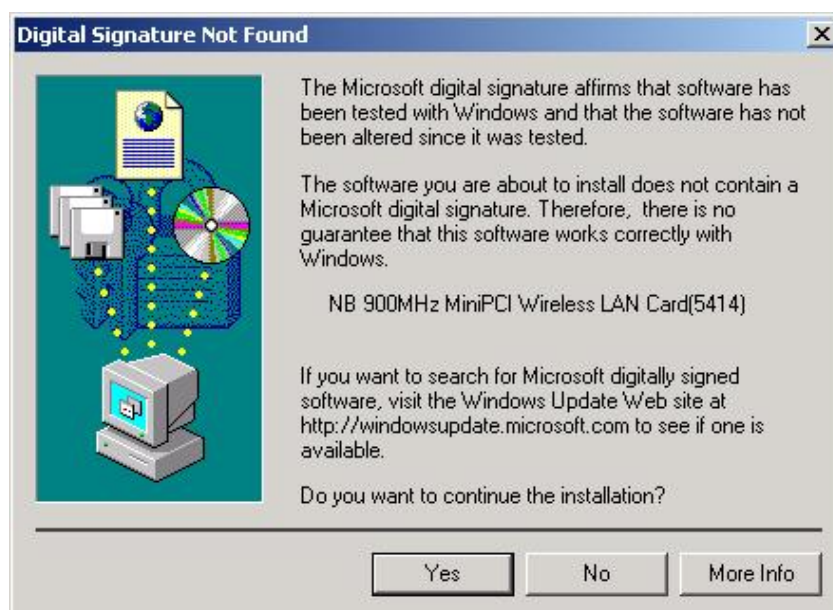 Digital Signature Not Found
The Microsoft digital signature affirms that software has
been tested with Windows and that the software has not
been altered since it was tested.
The software you are about to install does not contain a
Microsoft digital signature. Therefore,  there is no
guarantee that this software works correctly with
Windows.
NB 900MHz MiniPCI Wireless LAN Card(5414)
If you want to search for Microsoft digitally signed
software, visit the Windows Update Web site at
http://windowsupdate.microsoft.com to see if one is
available.
Do you want to continue the installation?
Yes No More Info